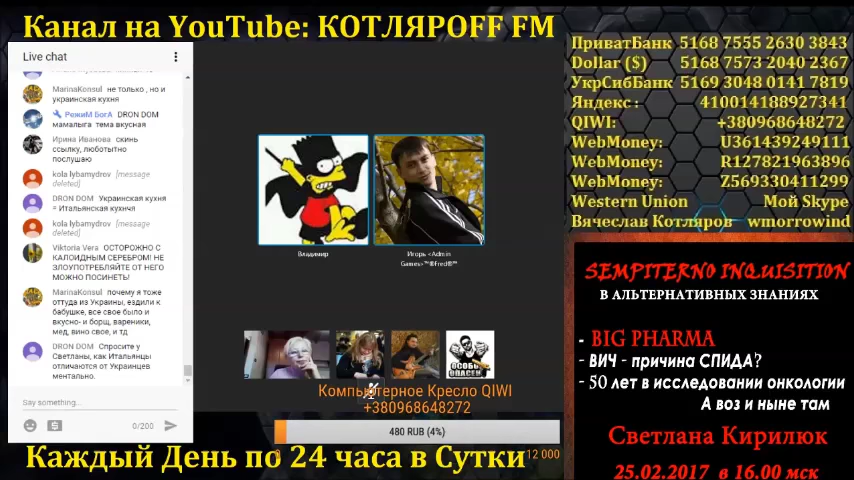 Канал на YouTube: КОТЛЯРОFF FM
Live chat
MarinaKonsul не только , но и
украинская кухня
РежиМ БогА DRON DOM
мамалыга тема вкусная
Ирина Иванова скинь
ссылку, люботытно
послушаю
kola lybamydrov [message
deleted]
DRON DOM Украинская кухня
= Итальянская кухнчя
kola lybamydrov [message
deleted]
Viktoria Vera ОСТОРОЖНО С
КАЛОИДНЫМ СЕРЕБРОМ! НЕ
ЗЛОУПОТРЕБЛЯЙТЕ ОТ НЕГО
МОЖНО ПОСИНЕТЬ!
MarinaKonsul почему я тоже
оттуда из Украины, ездили к
бабушке, все свое было и
вкусно- и борщ, вареники,
мед, вино свое, и тд
DRON DOM Спросите у
Светланы, как Итальянцы
отличаются от Украинцев
ментально.
Say something...
0/200
Владимир
Игорь <Admin
Games>™®Fred®™
ОСОБО
ОПАСЕН
Компьютерное Кресло QIWI
+380968648272
480 RUB (4%)
12 000
Каждый День по 24 часа в Сутки
ПриватБанк 5168 7555 2630 3843
Dollar ($) 5168 7573 2040 2367
УкрСибБанк 5169 3048 0141 7819
Яндекс : 410014188927341
QIWI: +380968648272
WebMoney: U361439249111
WebMoney: R127821963896
WebMoney: Z569330411299
Western Union Мой Skype
Вячеслав Котляров wmorrowind
SEMPITERNO INQUISITION
В АЛЬТЕРНАТИВНЫХ ЗНАНИЯХ
- BIG PHARMA
- ВИЧ - причина СПИДА?
- 50 лет в исследовании онкологии
А воз и ныне там
Светлана Кирилюк
25.02.2017 в 16.00 мск